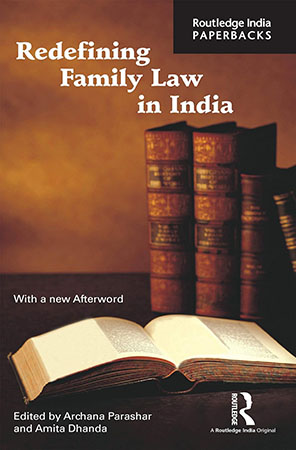 Routledge India
PAPERBACKS
Redefining
Family Law
in India
With a new Afterword
Edited by Archana Parashar
and Amita Dhanda
ROUTLEDGE
A Routledge India Original